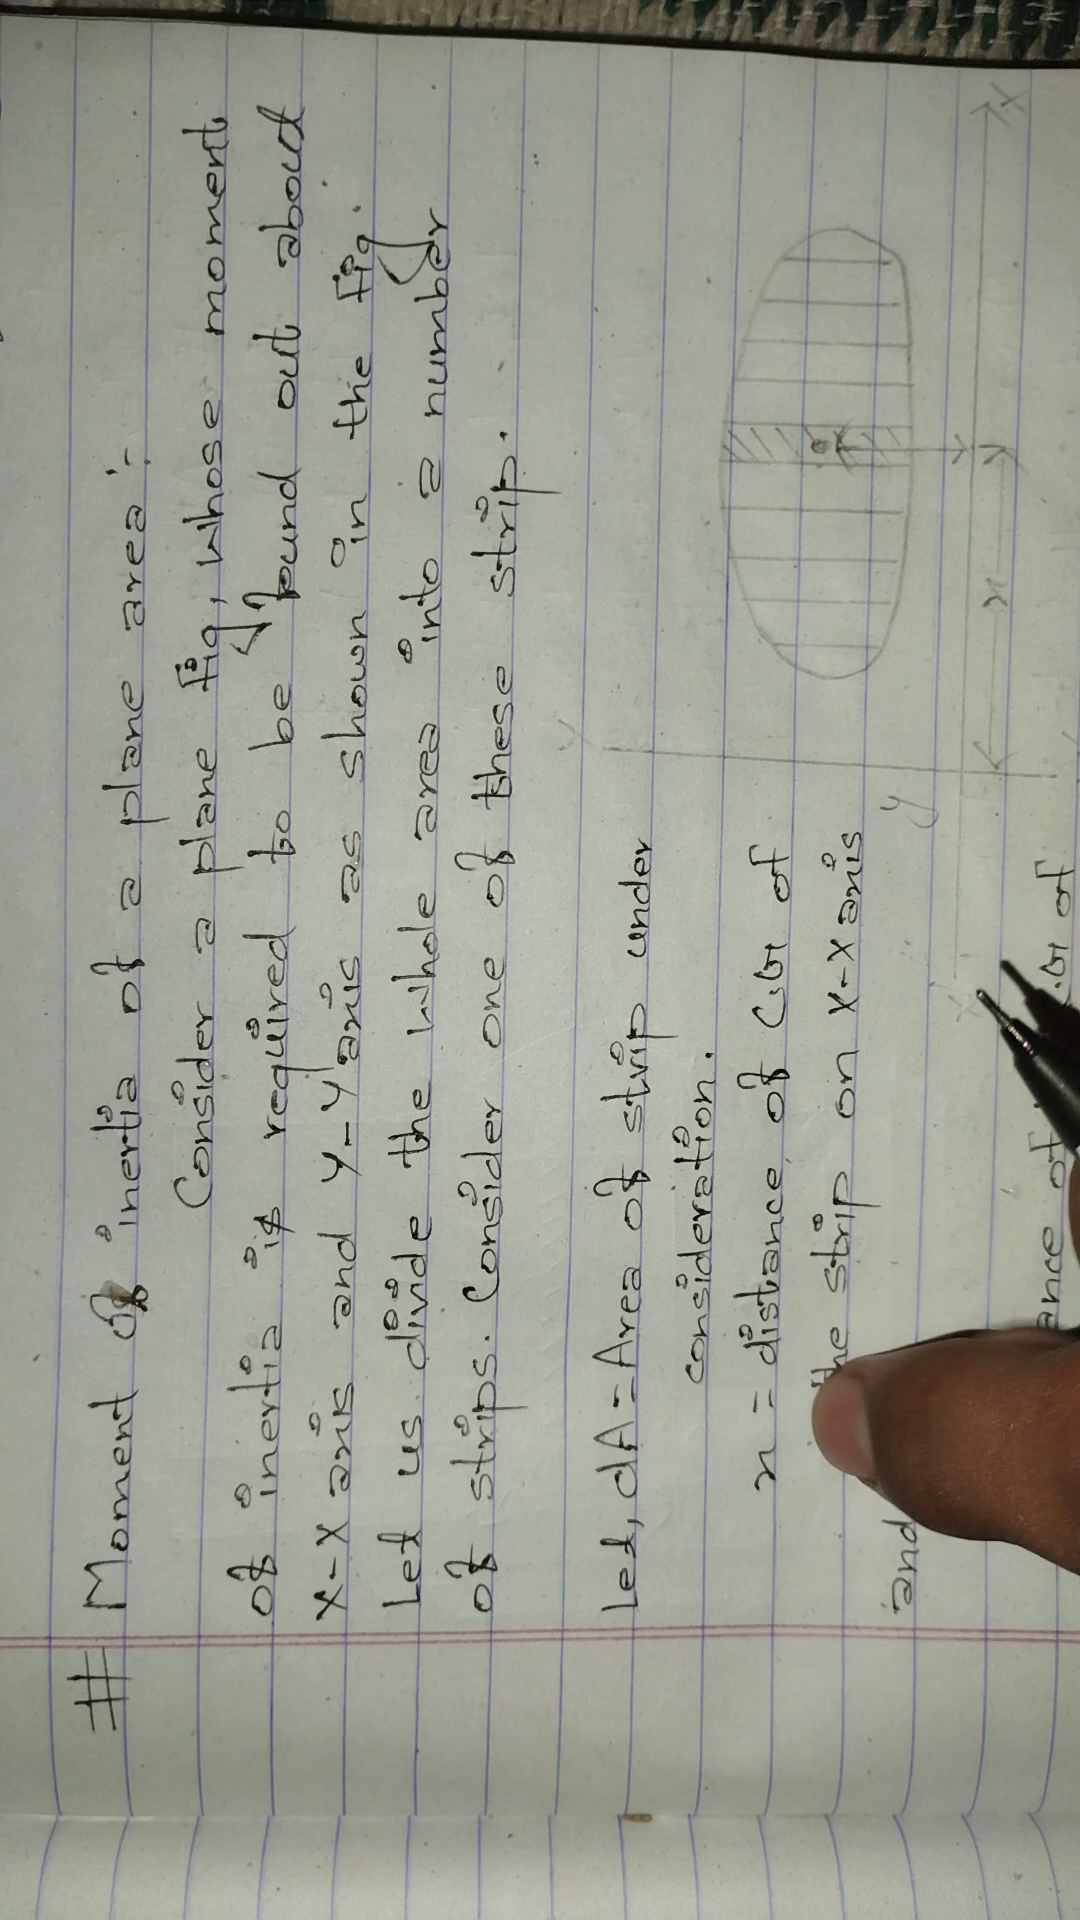 # Moment of inertia of a plane area:-
Consider a plane fig, whose moment
of inertia is required to be found out about
X-X axis and Y-Y axis as shown in the fig.
Let us divide the whole area into a number
of strips. Consider one of these strip.
Let, dA = Area of strip under
consideration.
x = distance of C.G of
the strip on X-X axis
and
ance of
C.G of
Y
X
x
y
X